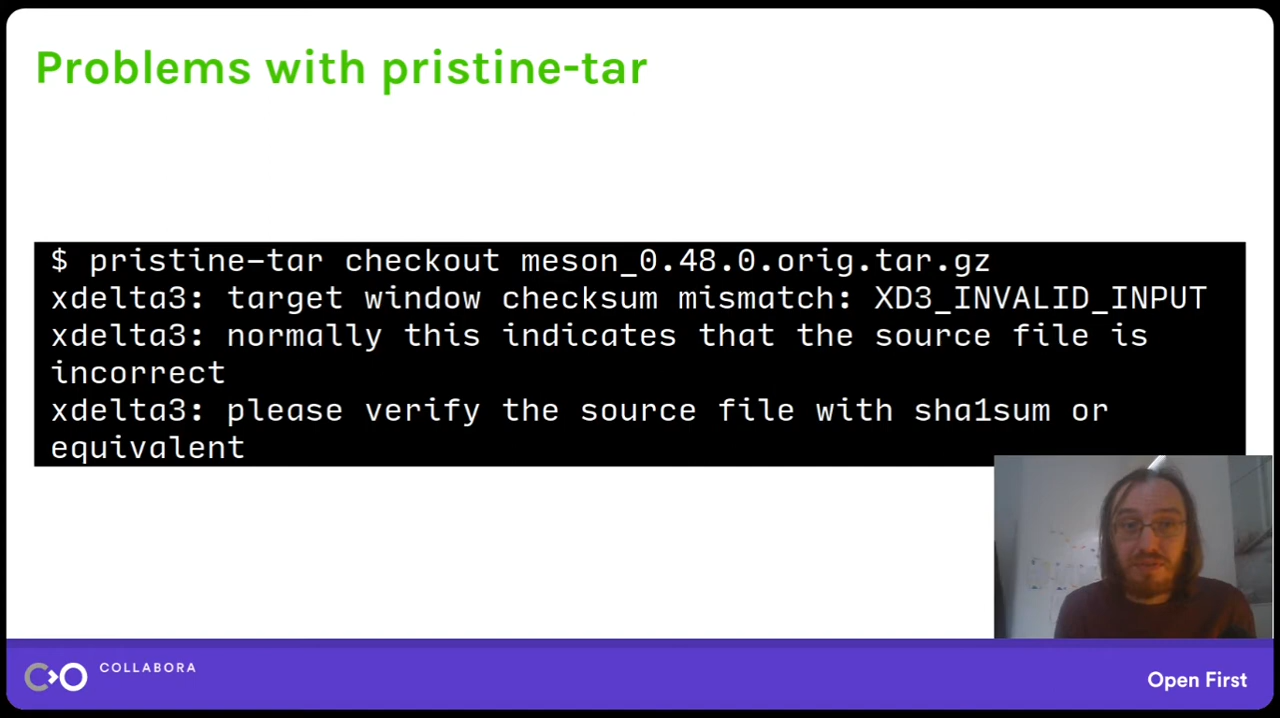 Problems with pristine-tar
$ pristine-tar checkout meson_0.48.0.orig.tar.gz
xdelta3: target window checksum mismatch: XD3_INVALID_INPUT
xdelta3: normally this indicates that the source file is
incorrect
xdelta3: please verify the source file with sha1sum or
equivalent
COLLABORA
Open First